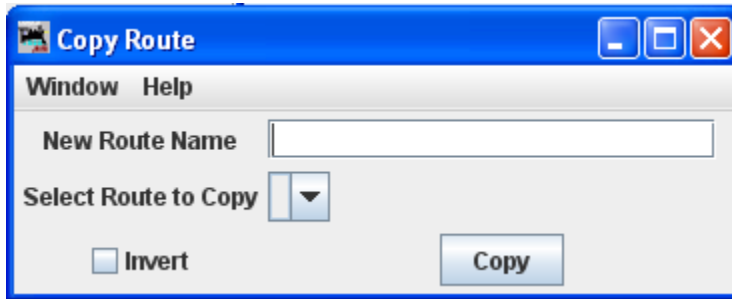 Copy Route
Window Help
New Route Name
Select Route to Copy
Invert Copy